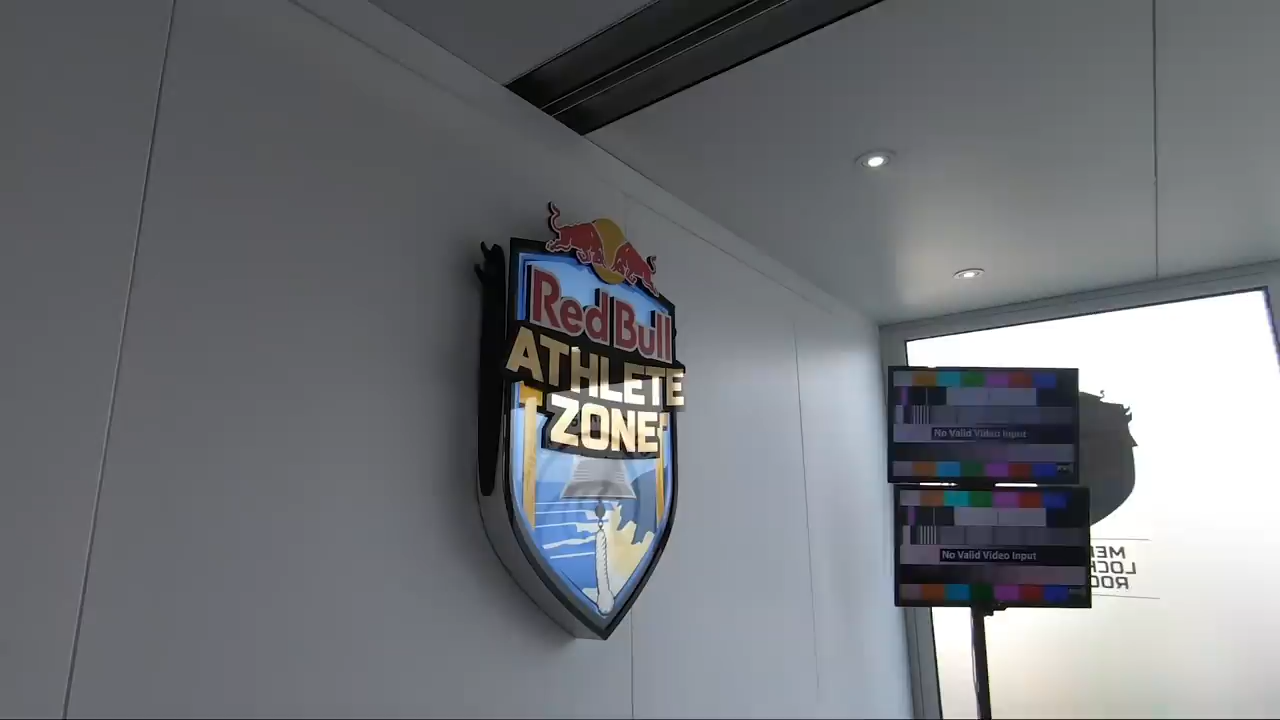 Red Bull
ATHLETE
ZONE
No Valid Video Input
No Valid Video Input